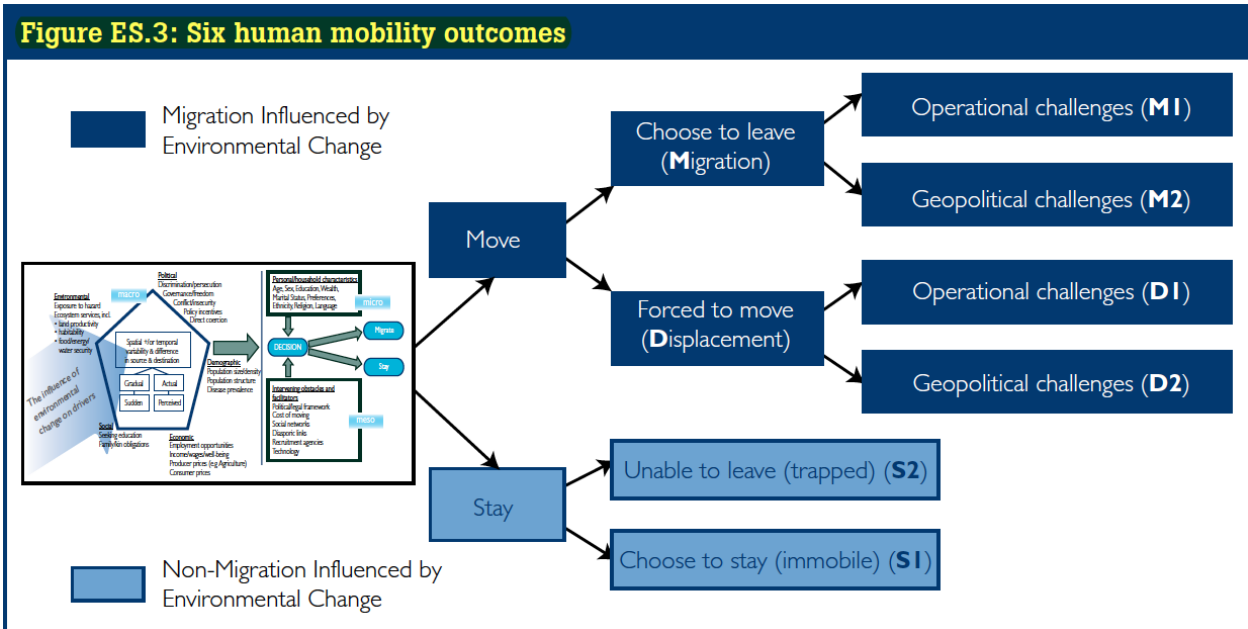 Figure ES.3: Six human mobility outcomes
Migration Influenced by
Environmental Change
Political
Discrimination/persecution
Governance/freedom
Conflict/insecurity
Policy incentives
Direct coercion
macro
Environmental
Exposure to hazard
Ecosystem services, incl.
• land productivity
• habitability
• food/energy/
water security
Spatial +/or temporal
variability & difference
in source & destination
Gradual
Actual
Sudden
Perceived
The influence of
environmental
change on drivers
Demographic
Population size/density
Population structure
Disease prevalence
Social
Seeking education
Family/kin obligations
Economic
Employment opportunities
Income/wages/well-being
Producer prices (e.g Agriculture)
Consumer prices
Personal/household characteristics
Age, Sex, Education, Wealth,
Marital Status, Preferences,
Ethnicity, Religion, Language
micro
DECISION
Migrate
Stay
Intervening obstacles and
facilitators
Political/legal framework
Cost of moving
Social networks
Diasporic links
Recruitment agencies
Technology
meso
Move
Choose to leave
(Migration)
Operational challenges (M1)
Geopolitical challenges (M2)
Forced to move
(Displacement)
Operational challenges (D1)
Geopolitical challenges (D2)
Stay
Unable to leave (trapped) (S2)
Choose to stay (immobile) (S1)
Non-Migration Influenced by
Environmental Change